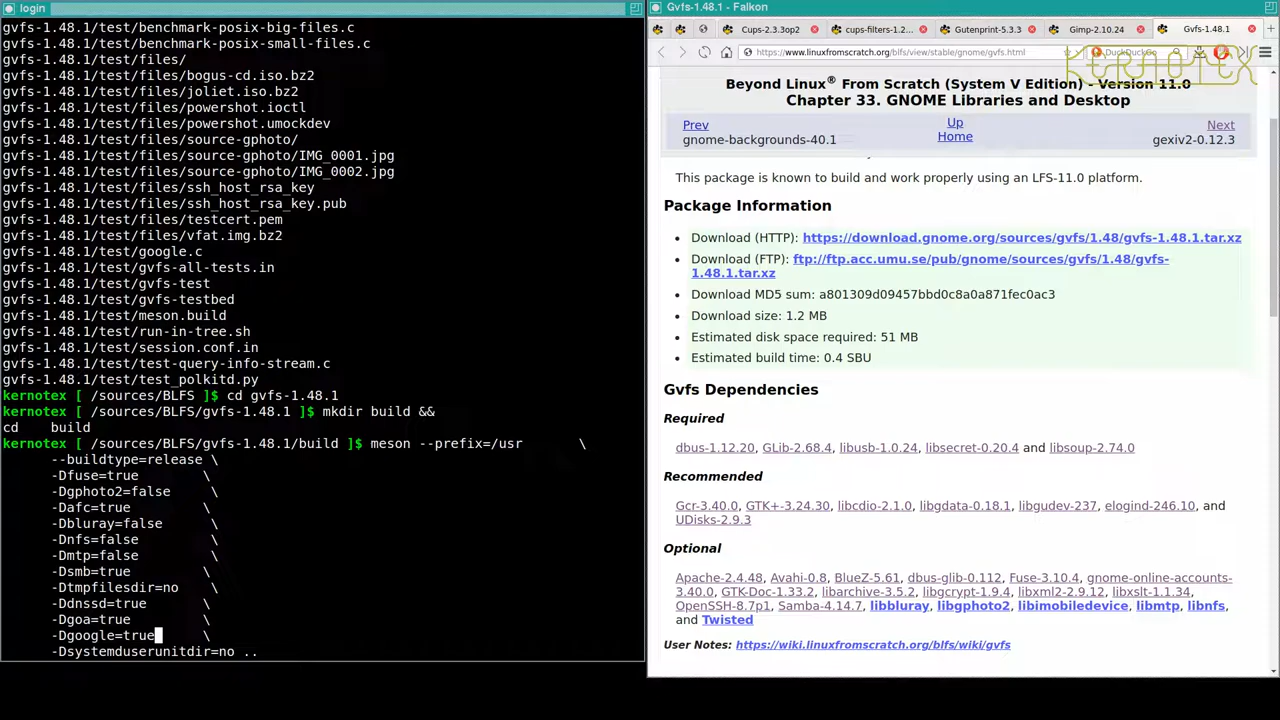 login
gvfs-1.48.1/test/benchmark-posix-big-files.c
gvfs-1.48.1/test/benchmark-posix-small-files.c
gvfs-1.48.1/test/files/
gvfs-1.48.1/test/files/bogus-cd.iso.bz2
gvfs-1.48.1/test/files/joliet.iso.bz2
gvfs-1.48.1/test/files/powershot.ioctl
gvfs-1.48.1/test/files/powershot.umockdev
gvfs-1.48.1/test/files/source-gphoto/
gvfs-1.48.1/test/files/source-gphoto/IMG_0001.jpg
gvfs-1.48.1/test/files/source-gphoto/IMG_0002.jpg
gvfs-1.48.1/test/files/ssh_host_rsa_key
gvfs-1.48.1/test/files/ssh_host_rsa_key.pub
gvfs-1.48.1/test/files/testcert.pem
gvfs-1.48.1/test/files/vfat.img.bz2
gvfs-1.48.1/test/google.c
gvfs-1.48.1/test/gvfs-all-tests.in
gvfs-1.48.1/test/gvfs-test
gvfs-1.48.1/test/gvfs-testbed
gvfs-1.48.1/test/meson.build
gvfs-1.48.1/test/run-in-tree.sh
gvfs-1.48.1/test/session.conf.in
gvfs-1.48.1/test/test-query-info-stream.c
gvfs-1.48.1/test/test_polkitd.py
kernotex [ /sources/BLFS ]$ cd gvfs-1.48.1
kernotex [ /sources/BLFS/gvfs-1.48.1 ]$ mkdir build &&
cd    build
kernotex [ /sources/BLFS/gvfs-1.48.1/build ]$ meson --prefix=/usr       \
      --buildtype=release \
      -Dfuse=true        \
      -Dgphoto2=false     \
      -Dafc=true         \
      -Dbluray=false      \
      -Dnfs=false        \
      -Dmtp=false        \
      -Dsmb=true         \
      -Dtmpfilesdir=no    \
      -Ddnssd=true       \
      -Dgoa=true         \
      -Dgoogle=true      \
      -Dsystemduserunitdir=no ..
Gvfs-1.48.1 - Falkon
Cups-2.3.3op2
cups-filters-1.2...
Gutenprint-5.3.3
Gimp-2.10.24
Gvfs-1.48.1
https://www.linuxfromscratch.org/blfs/view/stable/gnome/gvfs.html
DuckDuckGo
KERNOTEX
Beyond Linux® From Scratch (System V Edition) - Version 11.0
Chapter 33. GNOME Libraries and Desktop
Prev
gnome-backgrounds-40.1
Up
Home
Next
gexiv2-0.12.3
This package is known to build and work properly using an LFS-11.0 platform.
Package Information
• Download (HTTP): https://download.gnome.org/sources/gvfs/1.48/gvfs-1.48.1.tar.xz
• Download (FTP): ftp://ftp.acc.umu.se/pub/gnome/sources/gvfs/1.48/gvfs-
1.48.1.tar.xz
• Download MD5 sum: a801309d09457bbd0c8a0a871fec0ac3
• Download size: 1.2 MB
• Estimated disk space required: 51 MB
• Estimated build time: 0.4 SBU
Gvfs Dependencies
Required
dbus-1.12.20, GLib-2.68.4, libusb-1.0.24, libsecret-0.20.4 and libsoup-2.74.0
Recommended
Gcr-3.40.0, GTK+-3.24.30, libcdio-2.1.0, libgdata-0.18.1, libgudev-237, elogind-246.10, and
UDisks-2.9.3
Optional
Apache-2.4.48, Avahi-0.8, BlueZ-5.61, dbus-glib-0.112, Fuse-3.10.4, gnome-online-accounts-
3.40.0, GTK-Doc-1.33.2, libarchive-3.5.2, libgcrypt-1.9.4, libxml2-2.9.12, libxslt-1.1.34,
OpenSSH-8.7p1, Samba-4.14.7, libbluray, libgphoto2, libimobiledevice, libmtp, libnfs,
and Twisted
User Notes: https://wiki.linuxfromscratch.org/blfs/wiki/gvfs